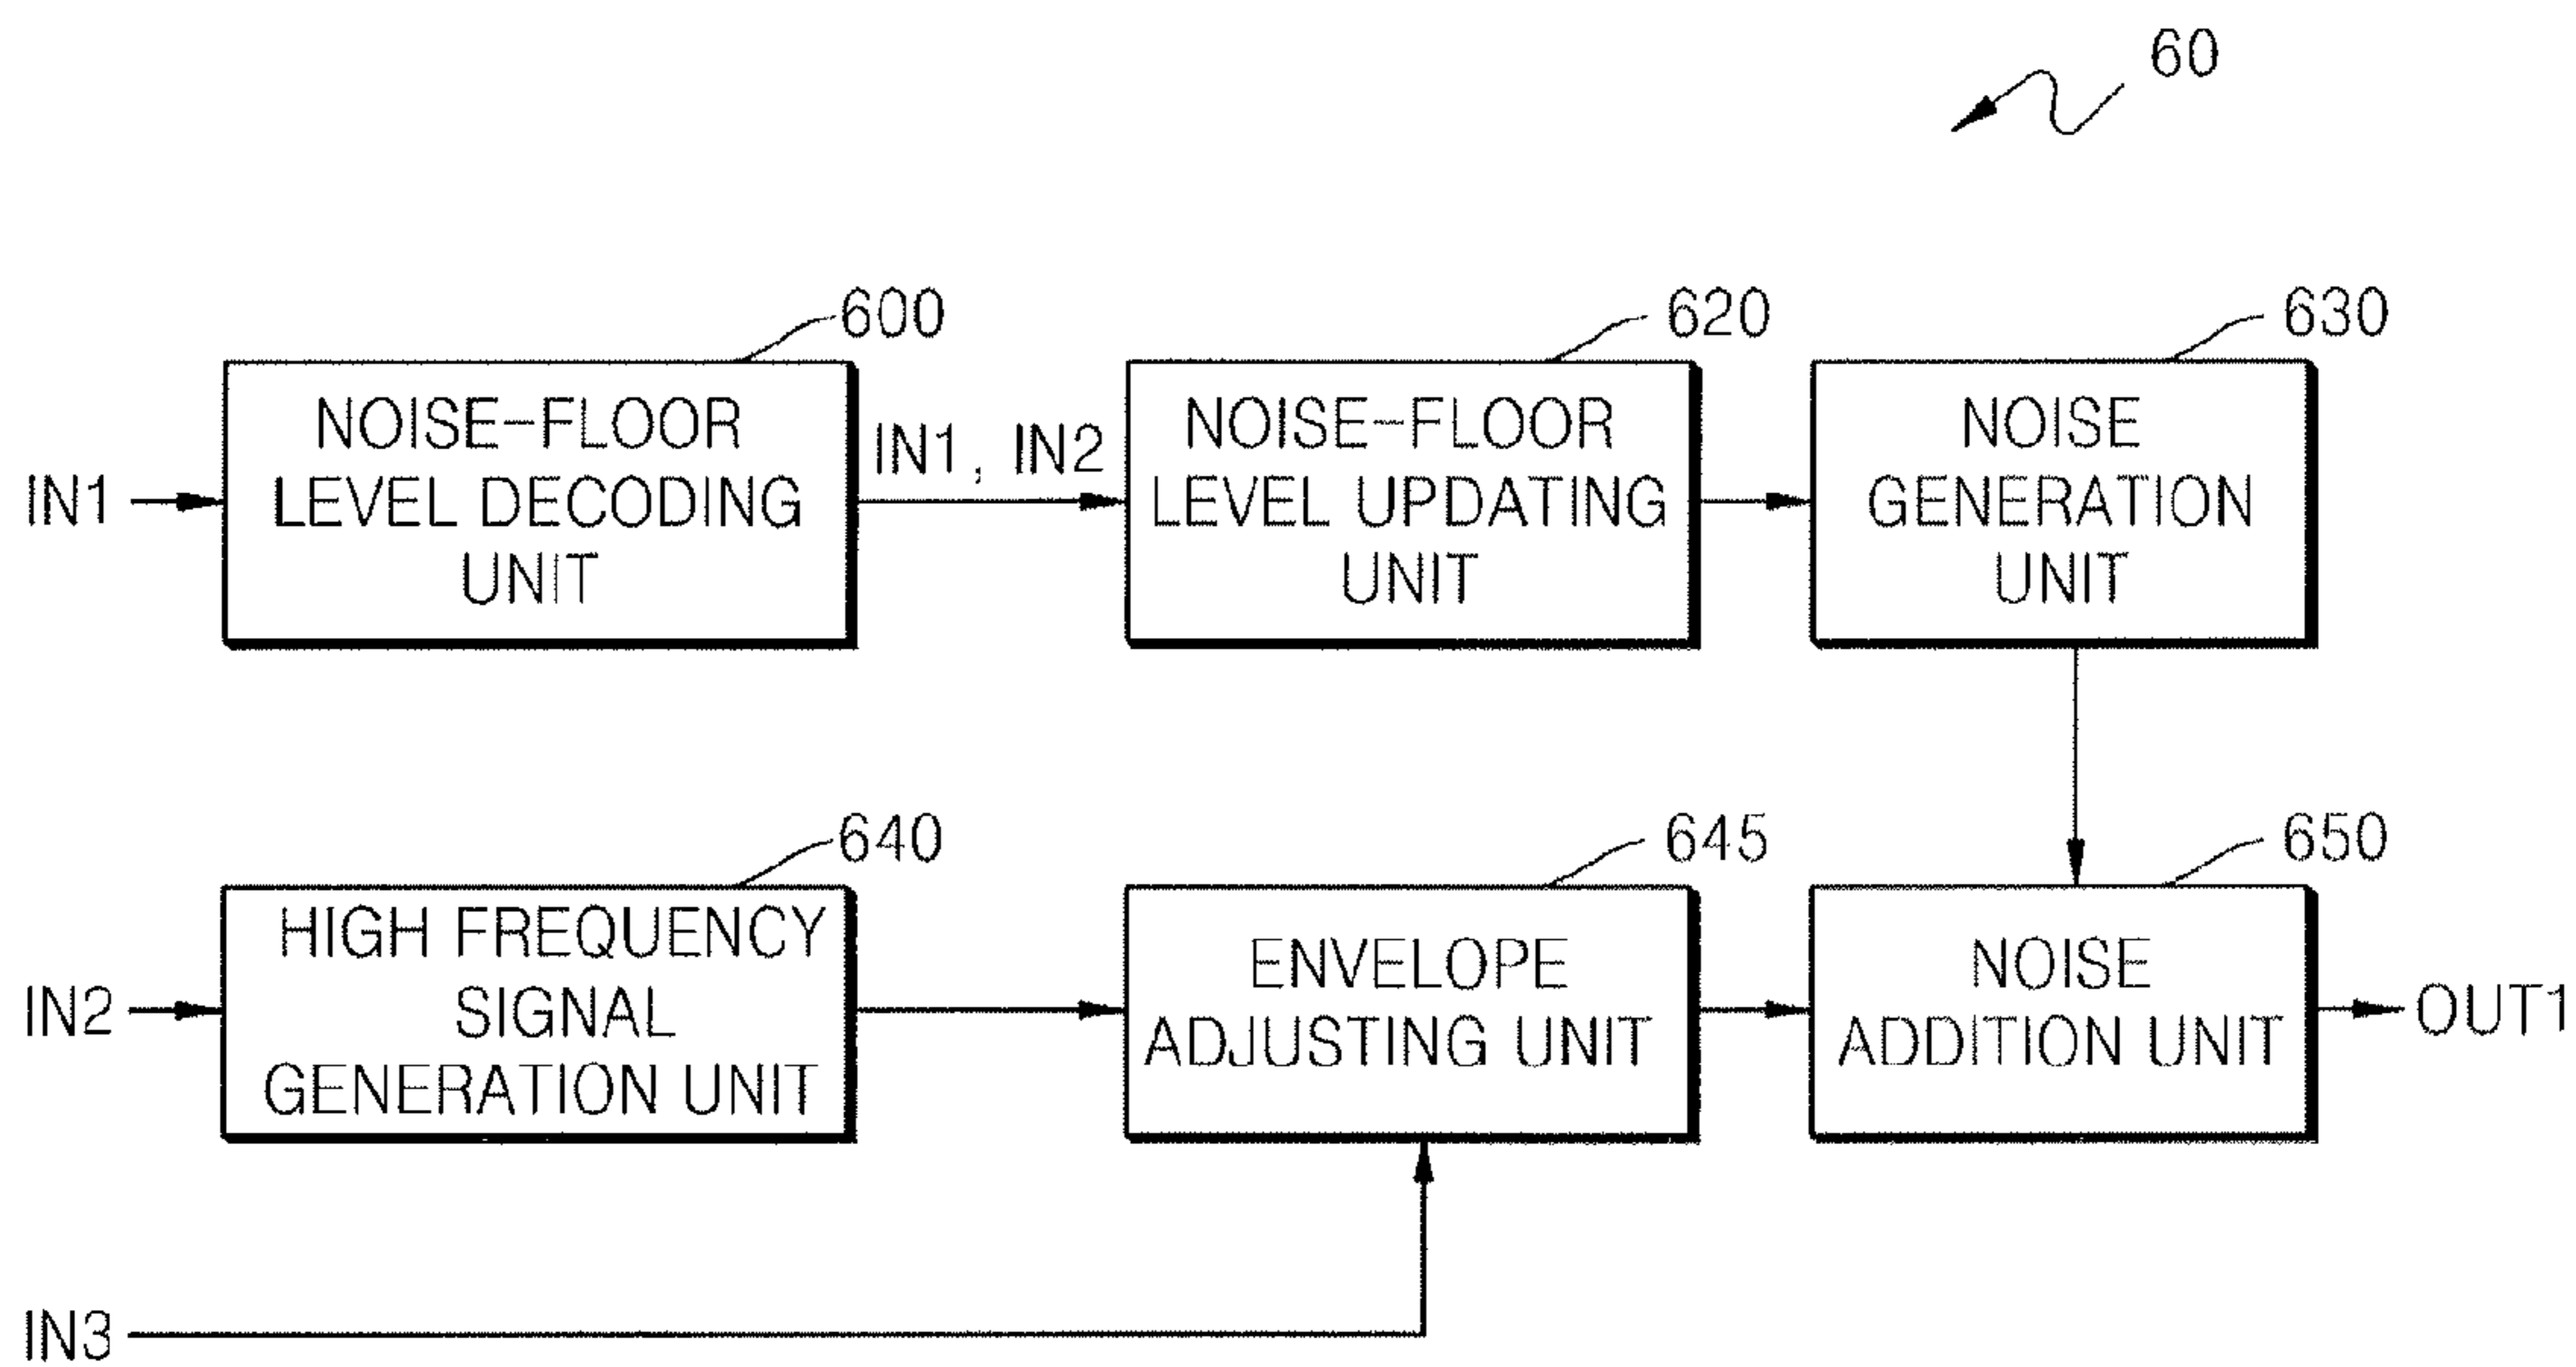 60
600
620
630
NOISE-FLOOR
LEVEL DECODING
UNIT
IN1, IN2
NOISE-FLOOR
LEVEL UPDATING
UNIT
NOISE
GENERATION
UNIT
IN1
640
645
650
HIGH FREQUENCY
SIGNAL
GENERATION UNIT
ENVELOPE
ADJUSTING UNIT
NOISE
ADDITION UNIT
IN2
OUT1
IN3